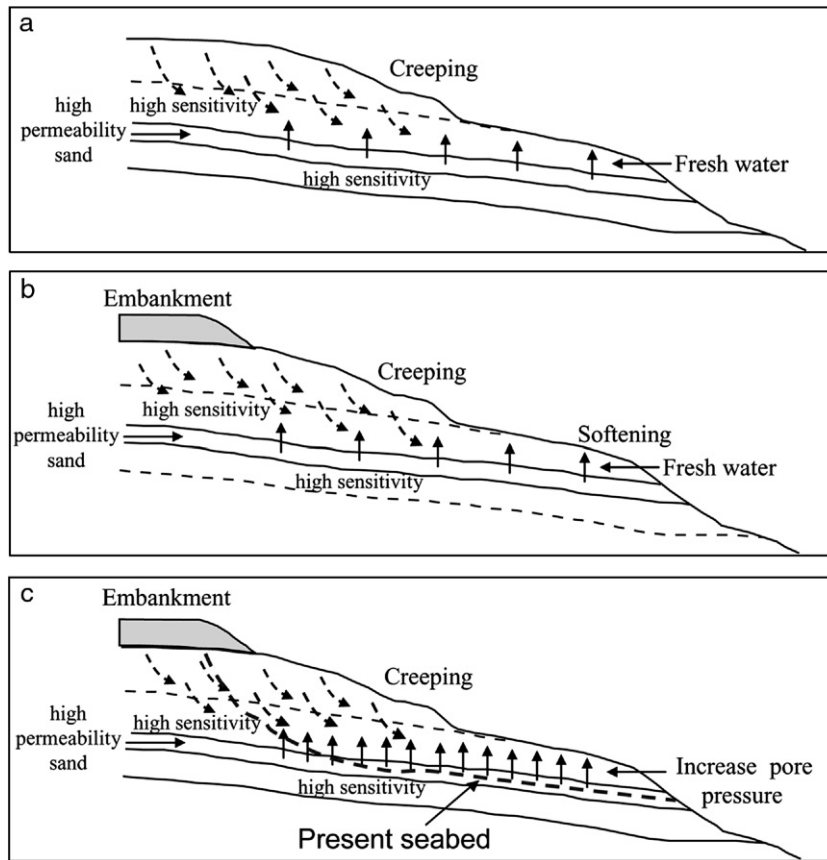 a
Creeping
high sensitivity
high
permeability
sand
Fresh water
high sensitivity
b
Embankment
Creeping
high sensitivity
high
permeability
sand
Softening
Fresh water
high sensitivity
c
Embankment
Creeping
high sensitivity
high
permeability
sand
Increase pore
pressure
high sensitivity
Present seabed